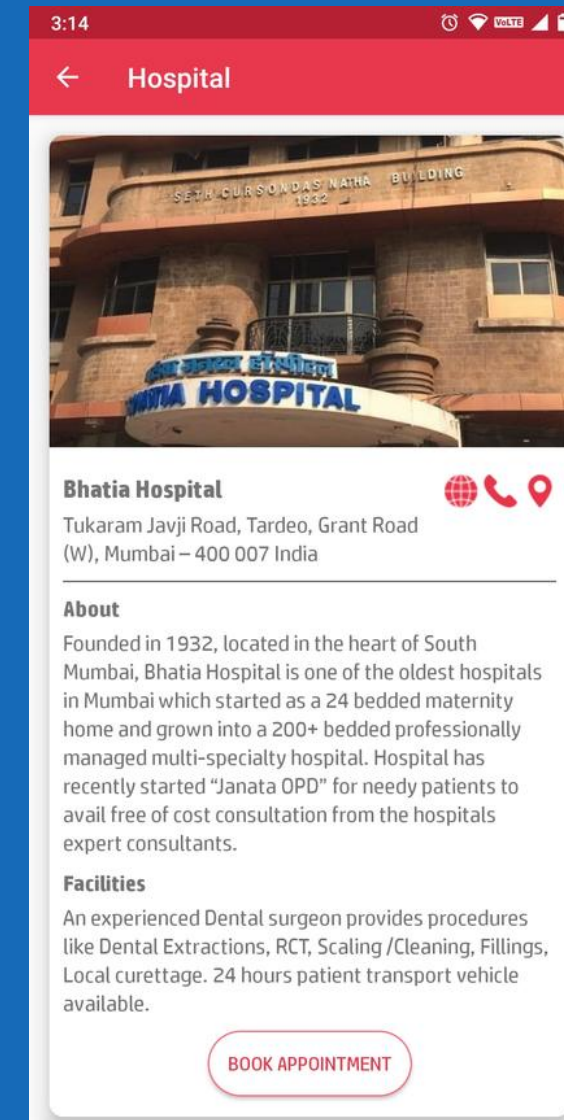 3:14
VoLTE
Hospital
SETH GURSONDAS NATHA BUILDING
1932
जनरल हॉस्पीटल
BHATIA HOSPITAL
Bhatia Hospital
Tukaram Javji Road, Tardeo, Grant Road
(W), Mumbai – 400 007 India
About
Founded in 1932, located in the heart of South
Mumbai, Bhatia Hospital is one of the oldest hospitals
in Mumbai which started as a 24 bedded maternity
home and grown into a 200+ bedded professionally
managed multi-specialty hospital. Hospital has
recently started “Janata OPD” for needy patients to
avail free of cost consultation from the hospitals
expert consultants.
Facilities
An experienced Dental surgeon provides procedures
like Dental Extractions, RCT, Scaling /Cleaning, Fillings,
Local curettage. 24 hours patient transport vehicle
available.
BOOK APPOINTMENT